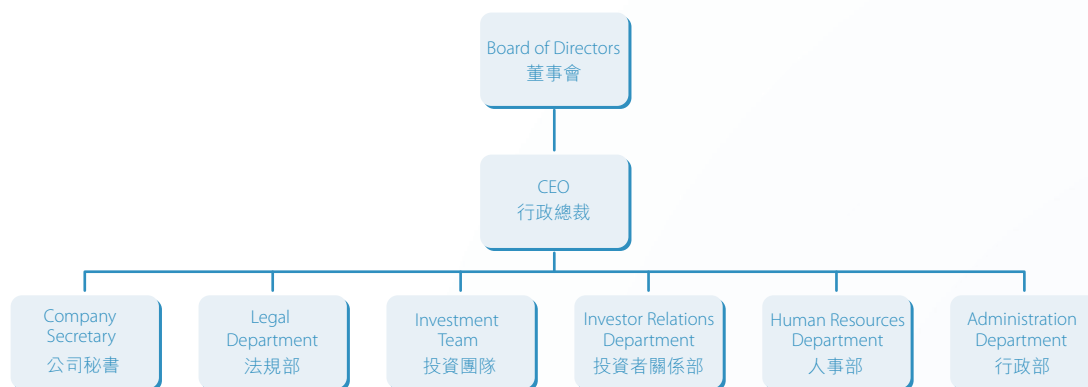 Board of Directors
董事會
CEO
行政總裁
Company
Secretary
公司秘書
Legal
Department
法規部
Investment
Team
投資團隊
Investor Relations
Department
投資者關係部
Human Resources
Department
人事部
Administration
Department
行政部